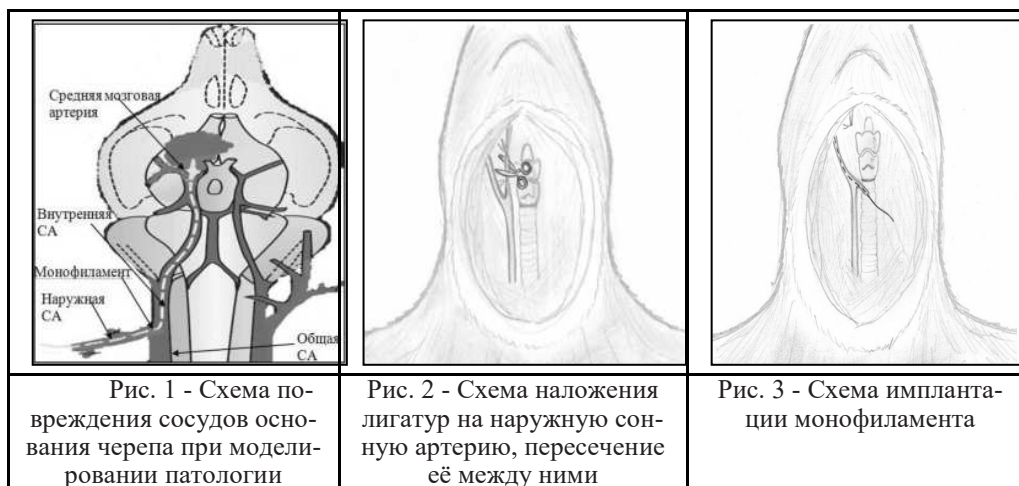 Средняя мозговая
артерия
Внутренняя
СА
Монофиламент
Наружная
СА
Общая
СА
Рис. 1 - Схема по-
вреждения сосудов осно-
вания черепа при модели-
ровании патологии
Рис. 2 - Схема наложения
лигатур на наружную сон-
ную артерию, пересечение
её между ними
Рис. 3 - Схема импланта-
ции монофиламента